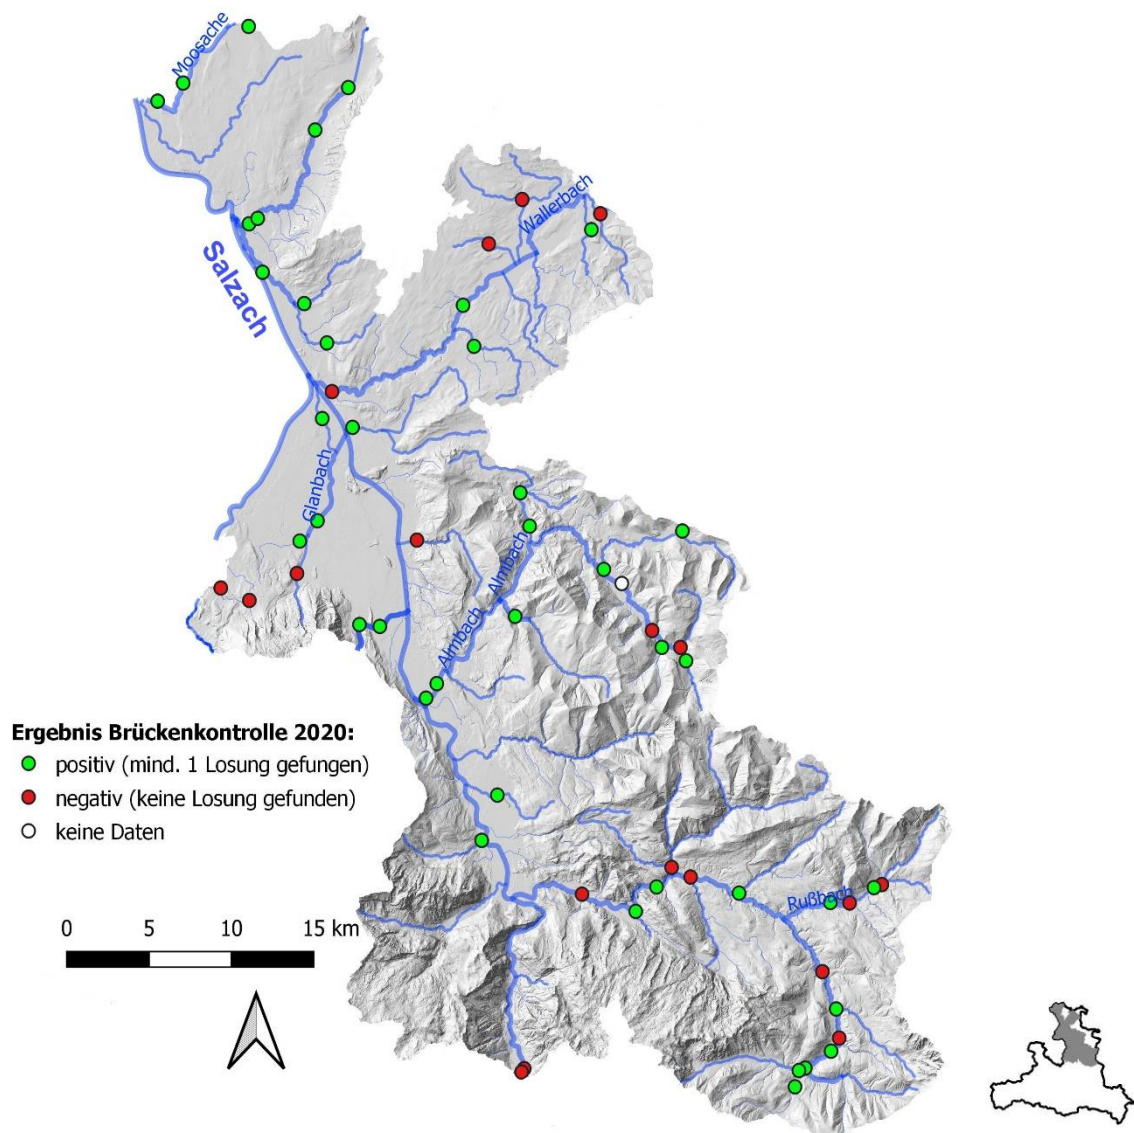 Moosache
Wallerbach
Salzach
Glanbach
Almbach
Almbach
Ergebnis Brückenkontrolle 2020:
positiv (mind. 1 Losung gefungen)
negativ (keine Losung gefunden)
keine Daten
Rußbach
0 5 10 15 km